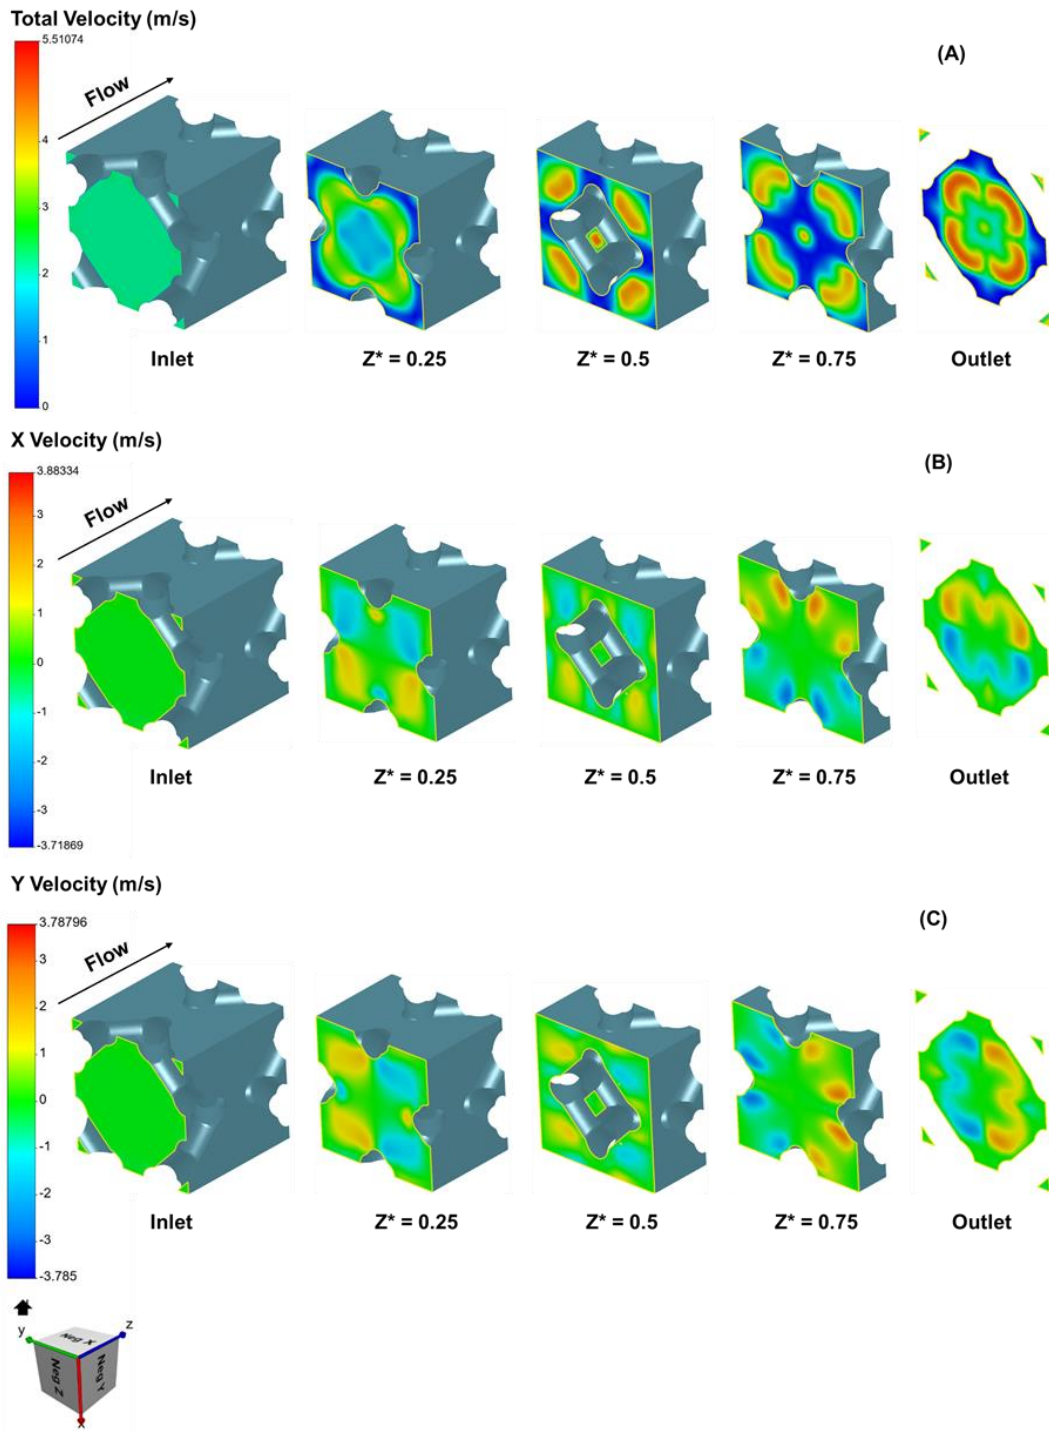 Total Velocity (m/s)
5.51074
4
3
2
1
0
Flow
(A)
Inlet
Z* = 0.25
Z* = 0.5
Z* = 0.75
Outlet
X Velocity (m/s)
3.88334
3
2
1
0
-1
-2
-3
-3.71869
Flow
(B)
Inlet
Z* = 0.25
Z* = 0.5
Z* = 0.75
Outlet
Y Velocity (m/s)
3.78796
3
2
1
0
-1
-2
-3
-3.785
Flow
(C)
Inlet
Z* = 0.25
Z* = 0.5
Z* = 0.75
Outlet
y
z
Neg X
Neg Z
Neg Y
x